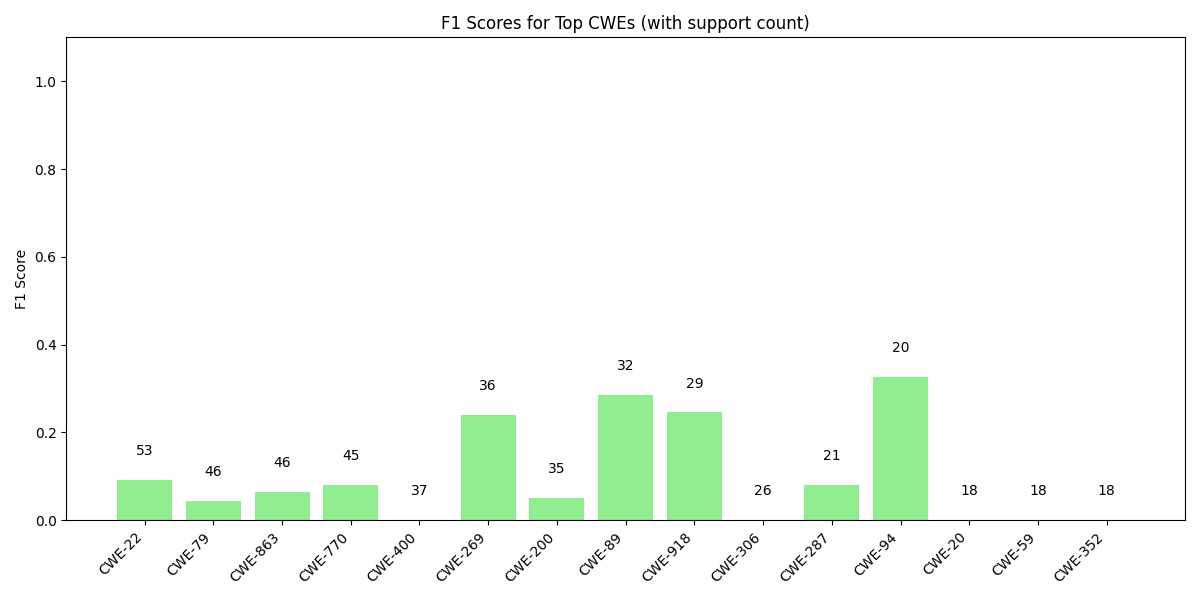 F1 Scores for Top CWEs (with support count)
F1 Score
1.0
0.8
0.6
0.4
0.2
0.0
53
46
46
45
37
36
35
32
29
26
21
20
18
18
18
CWE-22
CWE-79
CWE-863
CWE-770
CWE-400
CWE-269
CWE-200
CWE-89
CWE-918
CWE-306
CWE-287
CWE-94
CWE-20
CWE-59
CWE-352